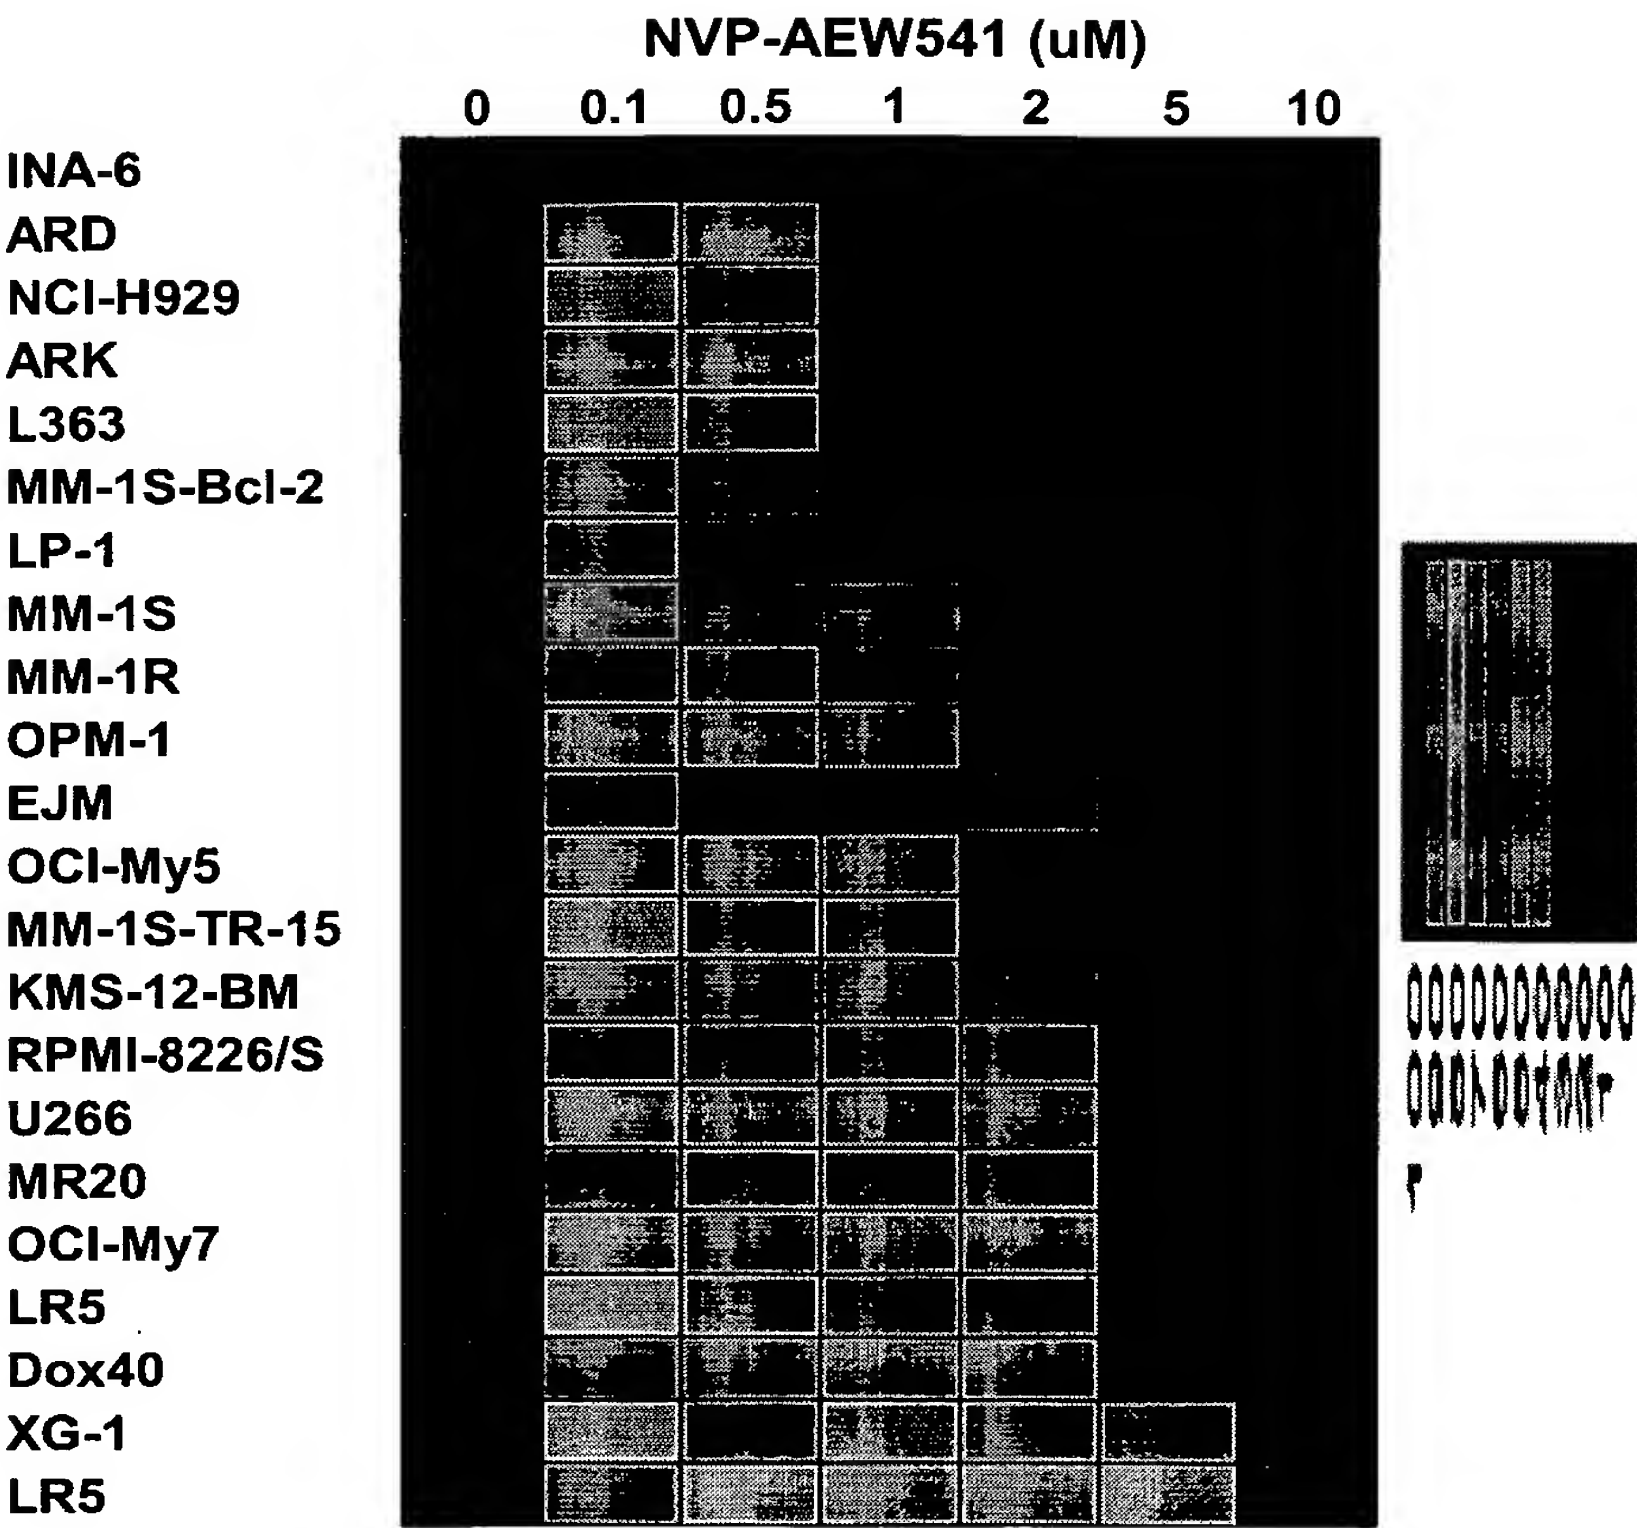 NVP-AEW541 (uM)
0 0.1 0.5 1 2 5 10
INA-6
ARD
NCI-H929
ARK
L363
MM-1S-Bcl-2
LP-1
MM-1S
MM-1R
OPM-1
EJM
OCI-My5
MM-1S-TR-15
KMS-12-BM
RPMI-8226/S
U266
MR20
OCI-My7
LR5
Dox40
XG-1
LR5